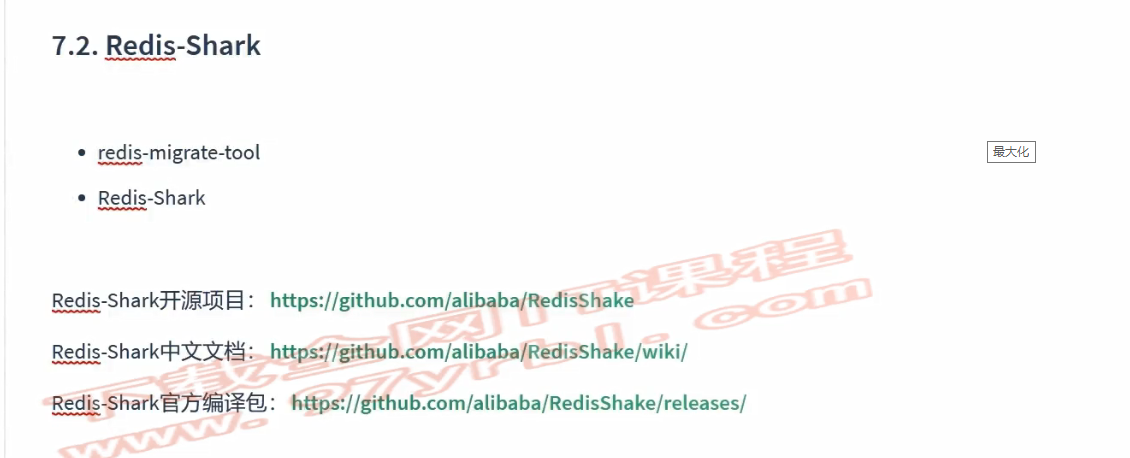 7.2. Redis-Shark
redis-migrate-tool
最大化
Redis-Shark
Redis-Shark开源项目：https://github.com/alibaba/RedisShake
Redis-Shark中文文档：https://github.com/alibaba/RedisShake/wiki/
Redis-Shark官方编译包：https://github.com/alibaba/RedisShake/releases/
下载全网IT课程
www.97yrbl.com